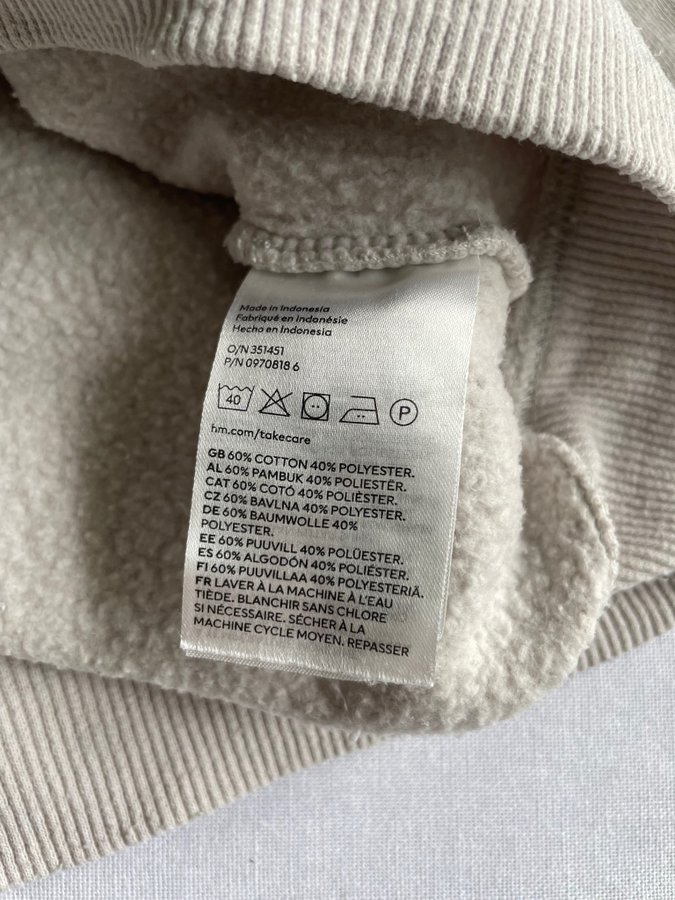 Made in Indonesia
Fabriqué en Indonésie
Hecho en Indonesia
O/N 351451
P/N 0970818 6
40 P
hm.com/takecare
GB 60% COTTON 40% POLYESTER.
AL 60% PAMBUK 40% POLIESTËR.
CAT 60% COTÓ 40% POLIÈSTER.
CZ 60% BAVLNA 40% POLYESTER.
DE 60% BAUMWOLLE 40%
POLYESTER.
EE 60% PUUVILL 40% POLÜESTER.
ES 60% ALGODÓN 40% POLIÉSTER.
FI 60% PUUVILLAA 40% POLYESTERIÄ.
FR LAVER À LA MACHINE À L'EAU
TIÈDE. BLANCHIR SANS CHLORE
SI NÉCESSAIRE. SÉCHER À LA
MACHINE CYCLE MOYEN. REPASSER